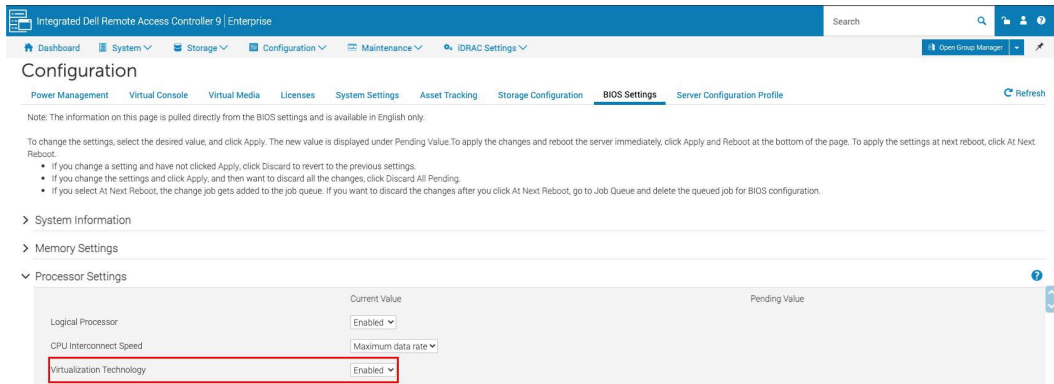 Integrated Dell Remote Access Controller 9 | Enterprise
Search
Dashboard System Storage Configuration Maintenance iDRAC Settings Open Group Manager
Configuration
Power Management Virtual Console Virtual Media Licenses System Settings Asset Tracking Storage Configuration BIOS Settings Server Configuration Profile Refresh
Note: The information on this page is pulled directly from the BIOS settings and is available in English only.
To change the settings, select the desired value, and click Apply. The new value is displayed under Pending Value.To apply the changes and reboot the server immediately, click Apply and Reboot at the bottom of the page. To apply the settings at next reboot, click At Next
Reboot.
• If you change a setting and have not clicked Apply, click Discard to revert to the previous settings.
• If you change the settings and click Apply, and then want to discard all the changes, click Discard All Pending.
• If you select At Next Reboot, the change job gets added to the job queue. If you want to discard the changes after you click At Next Reboot, go to Job Queue and delete the queued job for BIOS configuration.
System Information
Memory Settings
Processor Settings
Current Value Pending Value
Logical Processor Enabled
CPU Interconnect Speed Maximum data rate
Virtualization Technology Enabled